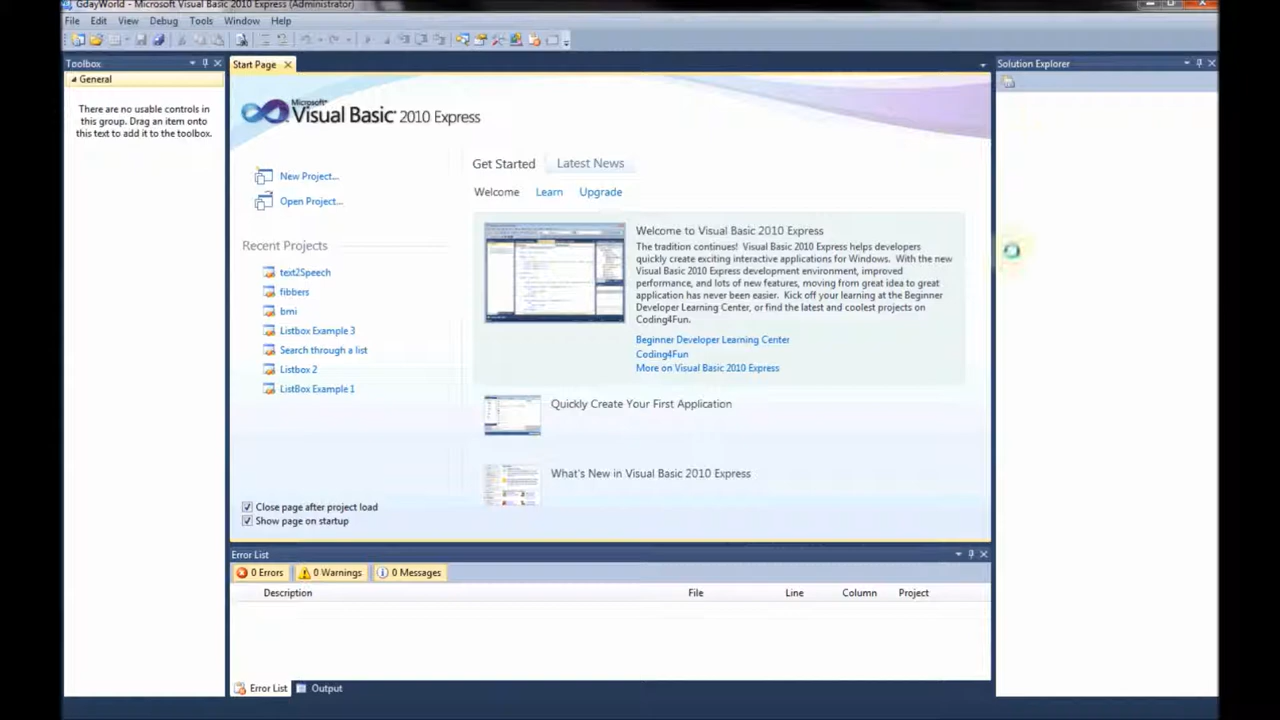 GdayWorld - Microsoft Visual Basic 2010 Express (Administrator)
File Edit View Debug Tools Window Help
Toolbox
General
There are no usable controls in
this group. Drag an item onto
this text to add it to the toolbox.
Start Page
Microsoft
Visual Basic 2010 Express
New Project...
Open Project...
Recent Projects
text2Speech
fibbers
bmi
Listbox Example 3
Search through a list
Listbox 2
ListBox Example 1
Close page after project load
Show page on startup
Get Started Latest News
Welcome Learn Upgrade
Welcome to Visual Basic 2010 Express
The tradition continues! Visual Basic 2010 Express helps developers
quickly create exciting interactive applications for Windows. With the new
Visual Basic 2010 Express development environment, improved
performance, and lots of new features, moving from great idea to great
application has never been easier. Kick off your learning at the Beginner
Developer Learning Center, or find the latest and coolest projects on
Coding4Fun.
Beginner Developer Learning Center
Coding4Fun
More on Visual Basic 2010 Express
Quickly Create Your First Application
What's New in Visual Basic 2010 Express
Solution Explorer
Error List
0 Errors 0 Warnings 0 Messages
Description File Line Column Project
Error List Output